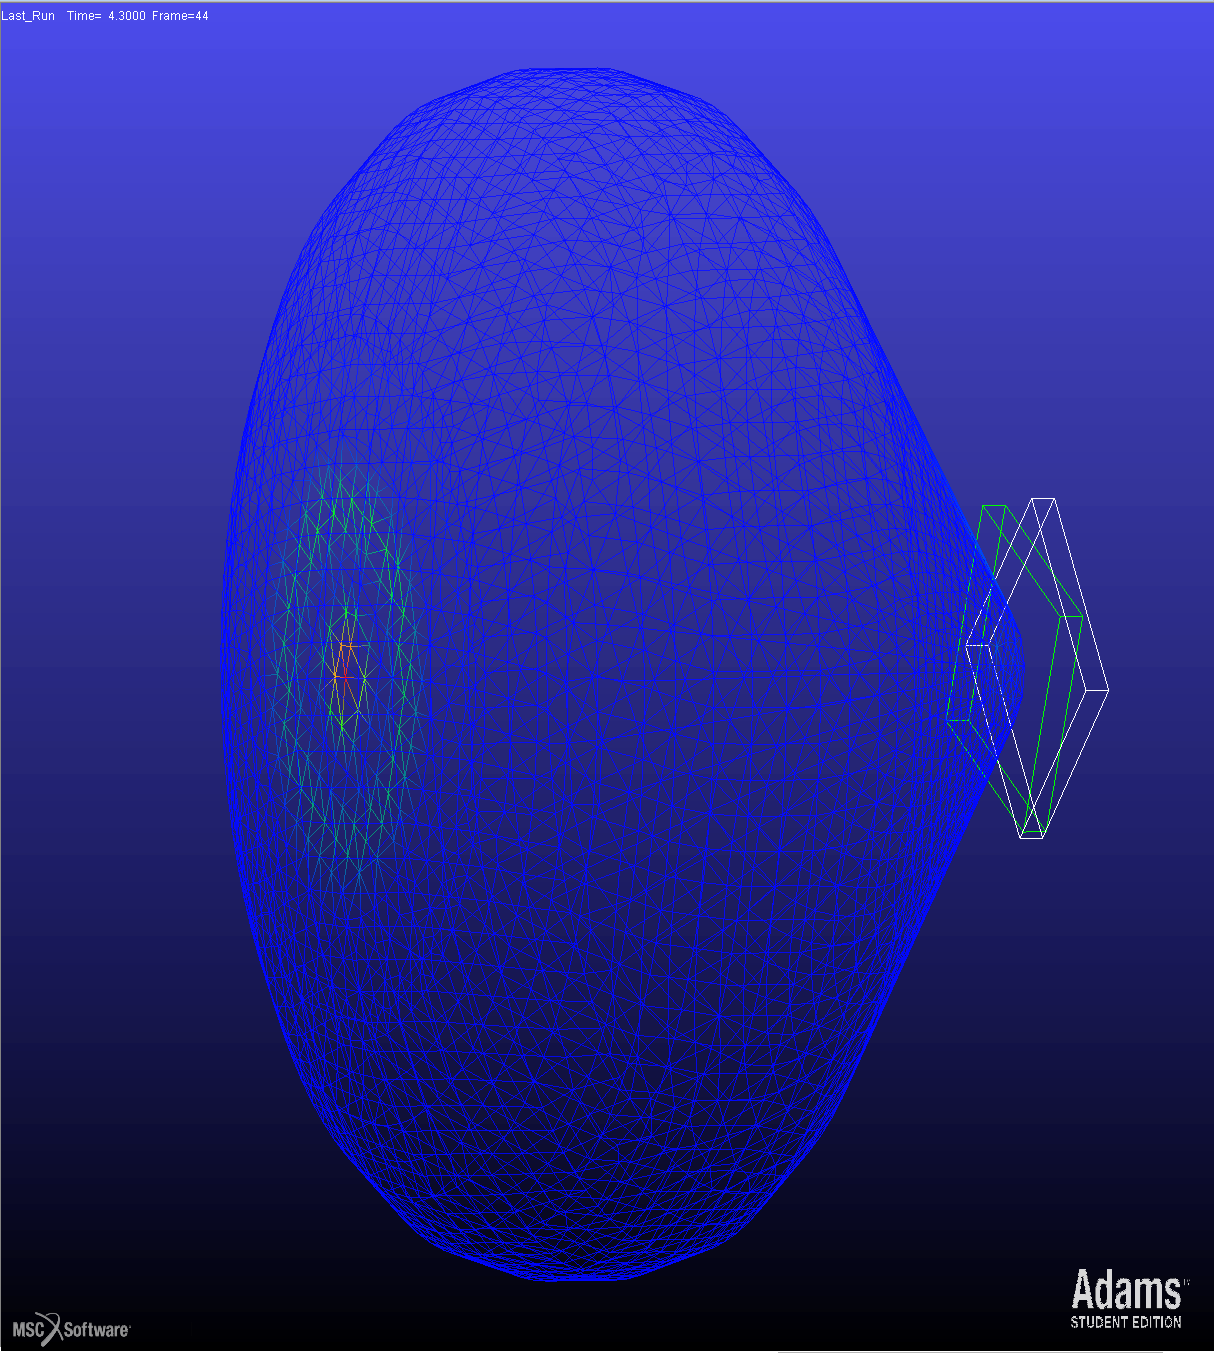 Last_Run Time= 4.3000 Frame=44
Adams
STUDENT EDITION
MSC Software